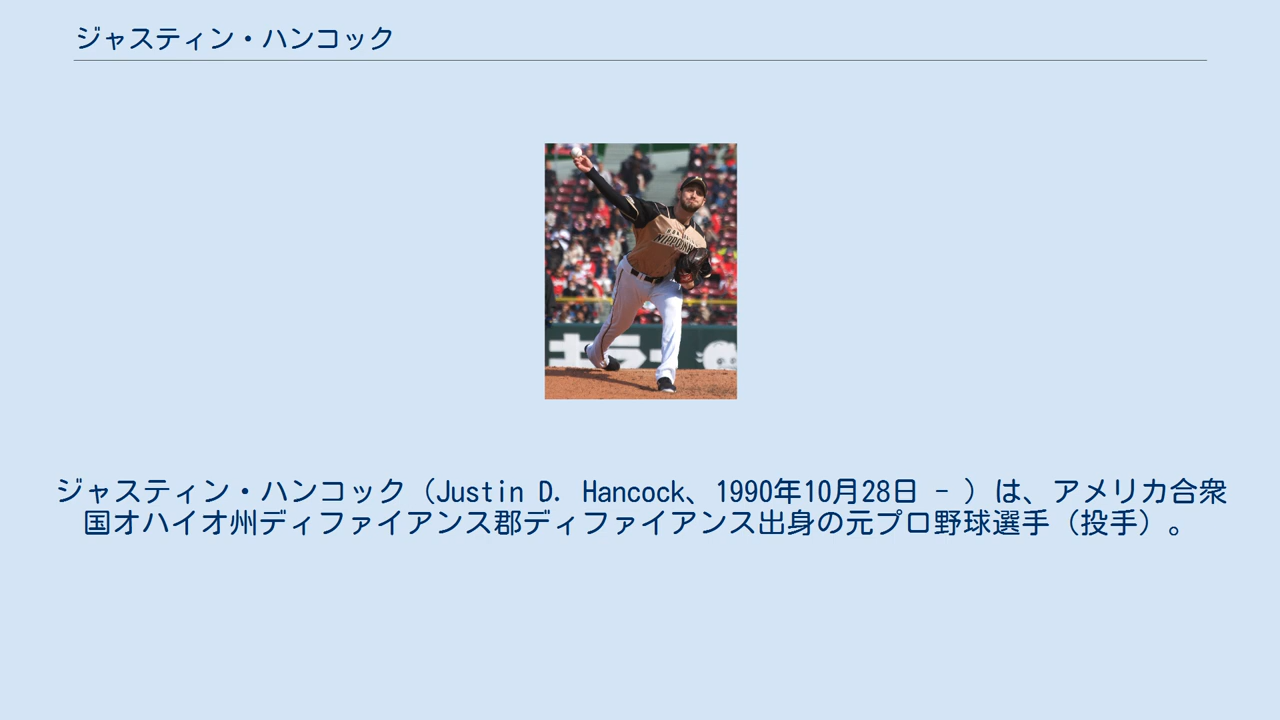 ジャスティン・ハンコック
NIPPON
キラー
ジャスティン・ハンコック（Justin D. Hancock、1990年10月28日 - ）は、アメリカ合衆
国オハイオ州ディファイアンス郡ディファイアンス出身の元プロ野球選手（投手）。